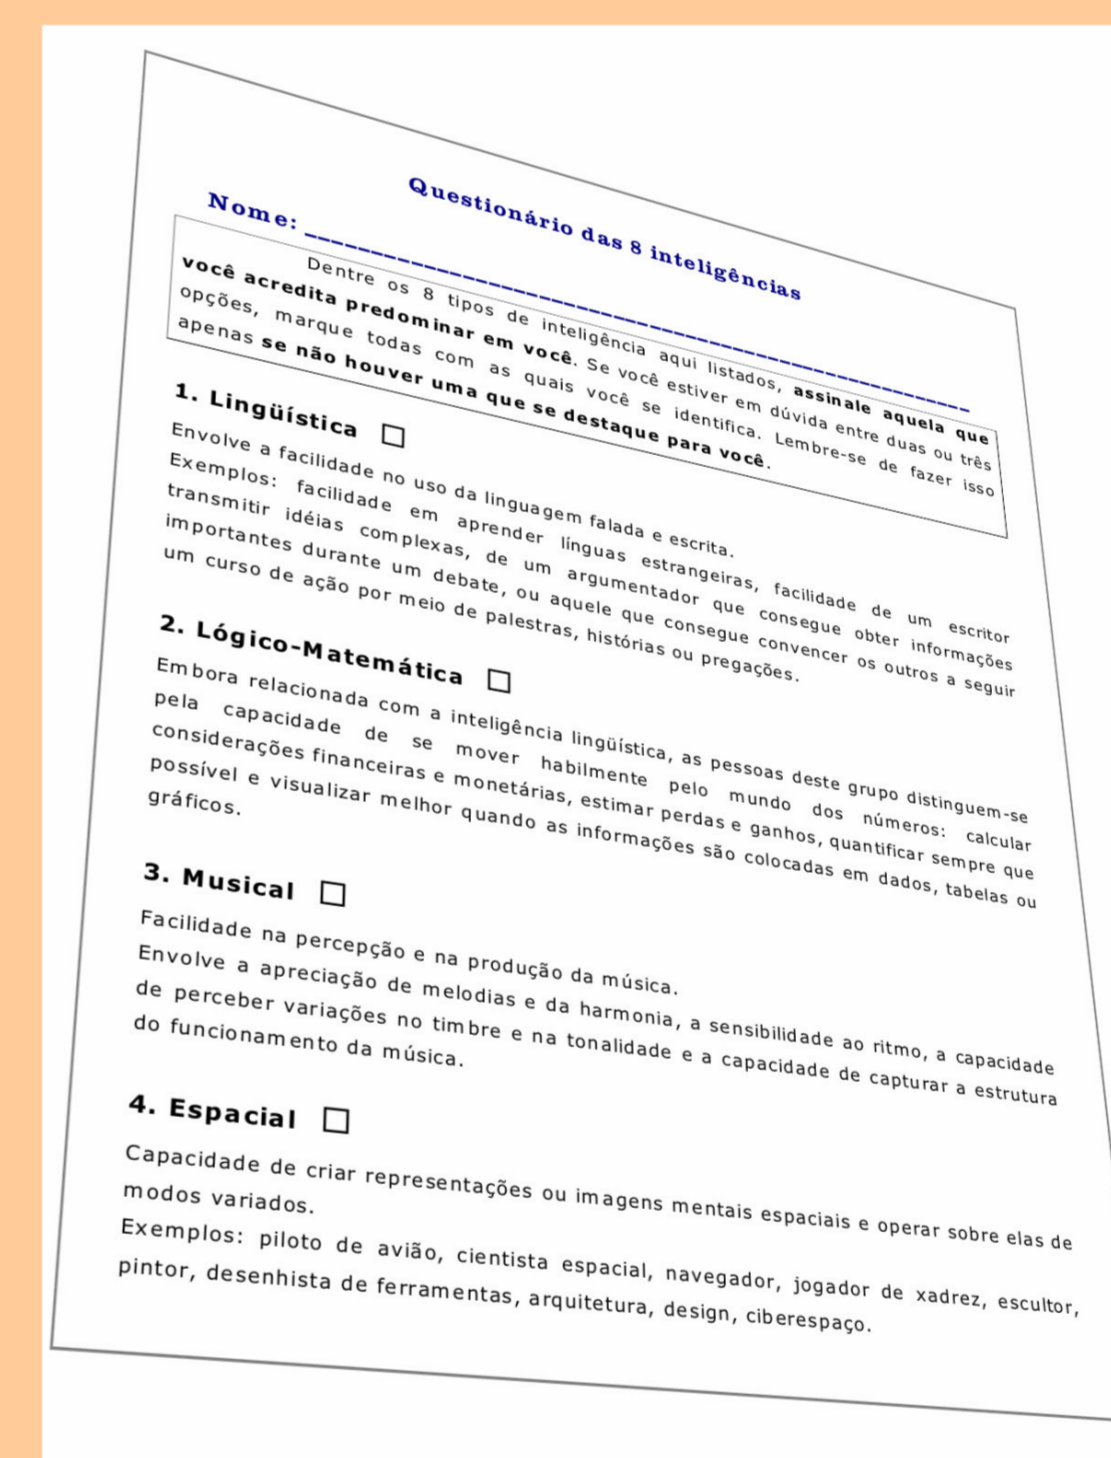 Questionário das 8 inteligências
Nome: ____________________________________________________
Dentre os 8 tipos de inteligência aqui listados, assinale aquela que
você acredita predominar em você. Se você estiver em dúvida entre duas ou três
opções, marque todas com as quais você se identifica. Lembre-se de fazer isso
apenas se não houver uma que se destaque para você.
1. Lingüística ☐
Envolve a facilidade no uso da linguagem falada e escrita.
Exemplos: facilidade em aprender línguas estrangeiras, facilidade de um escritor
transmitir idéias complexas, de um argumentador que consegue obter informações
importantes durante um debate, ou aquele que consegue convencer os outros a seguir
um curso de ação por meio de palestras, histórias ou pregações.
2. Lógico-Matemática ☐
Embora relacionada com a inteligência lingüística, as pessoas deste grupo distinguem-se
pela capacidade de se mover habilmente pelo mundo dos números: calcular
considerações financeiras e monetárias, estimar perdas e ganhos, quantificar sempre que
possível e visualizar melhor quando as informações são colocadas em dados, tabelas ou
gráficos.
3. Musical ☐
Facilidade na percepção e na produção da música.
Envolve a apreciação de melodias e da harmonia, a sensibilidade ao ritmo, a capacidade
de perceber variações no timbre e na tonalidade e a capacidade de capturar a estrutura
do funcionamento da música.
4. Espacial ☐
Capacidade de criar representações ou imagens mentais espaciais e operar sobre elas de
modos variados.
Exemplos: piloto de avião, cientista espacial, navegador, jogador de xadrez, escultor,
pintor, desenhista de ferramentas, arquitetura, design, ciberespaço.